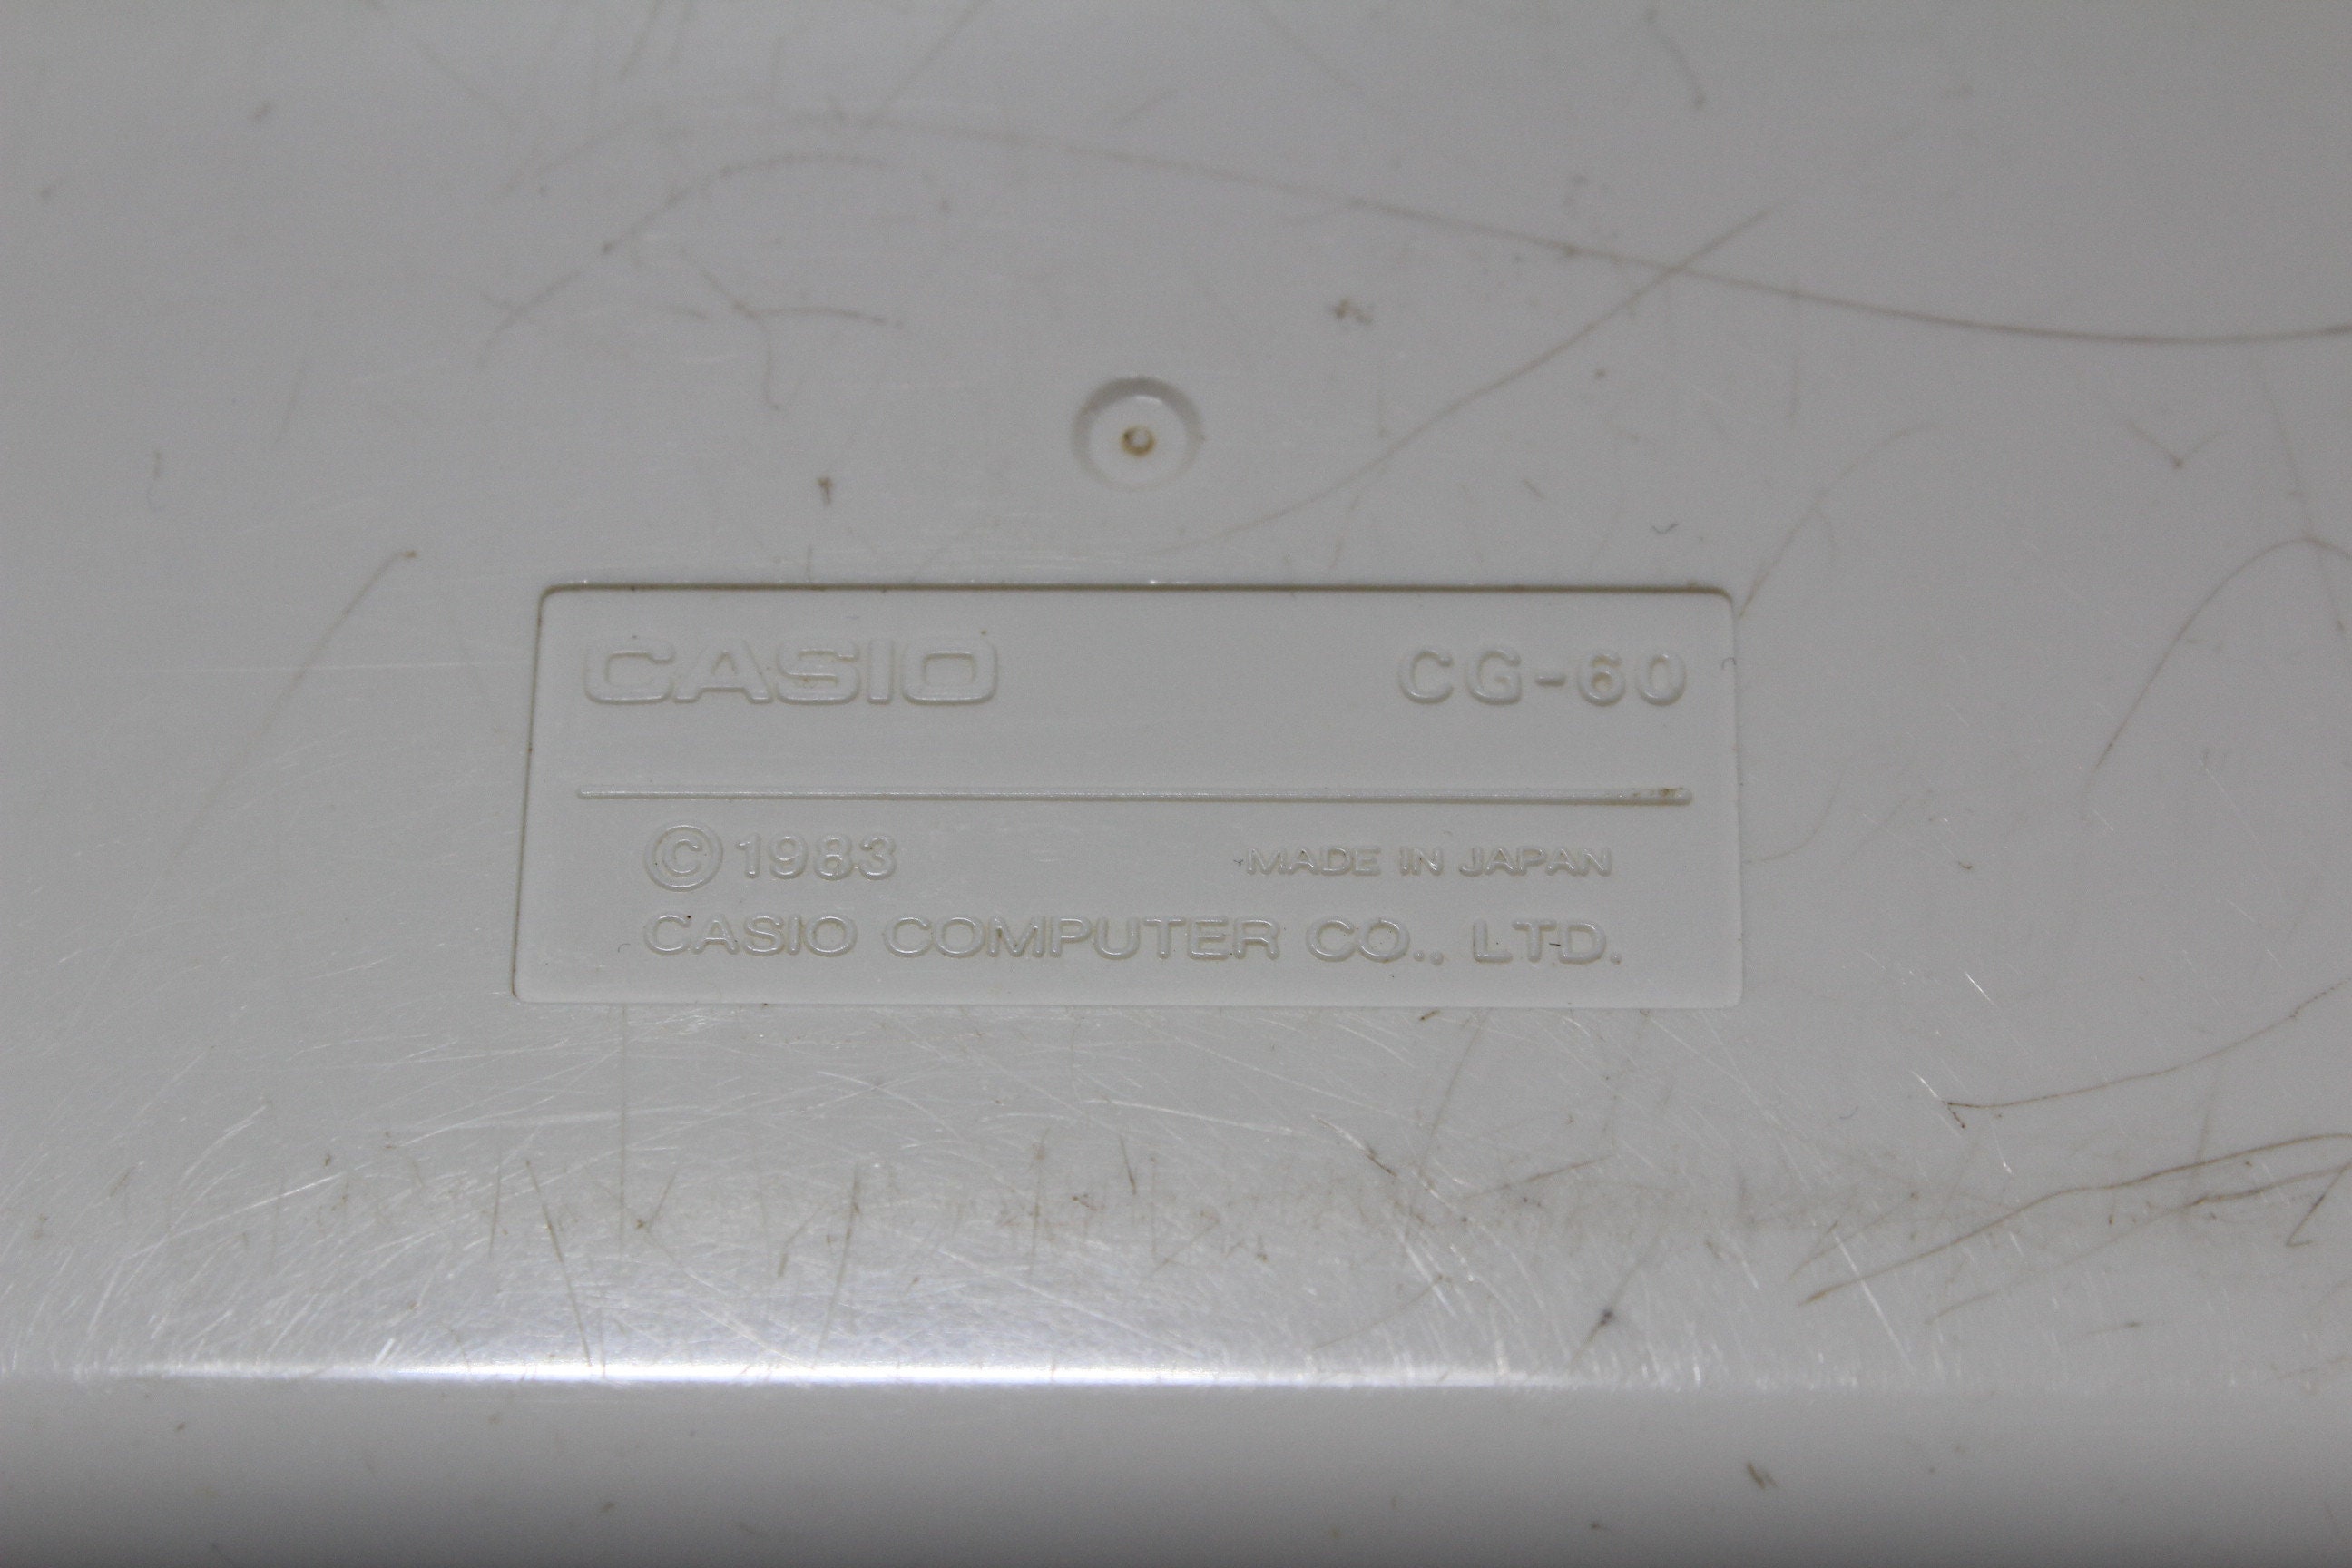 CASIO CG-60
©1983 MADE IN JAPAN
CASIO COMPUTER CO., LTD.